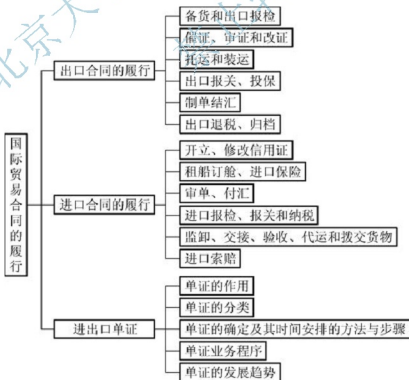 国际贸易合同的履行
出口合同的履行
备货和出口报检
催证、审证和改证
托运和装运
出口报关、投保
制单结汇
出口退税、归档
进口合同的履行
开立、修改信用证
租船订舱、进口保险
审单、付汇
进口报检、报关和纳税
监卸、交接、验收、代运和拨交货物
进口索赔
进出口单证
单证的作用
单证的分类
单证的确定及其时间安排的方法与步骤
单证业务程序
单证的发展趋势
北京大